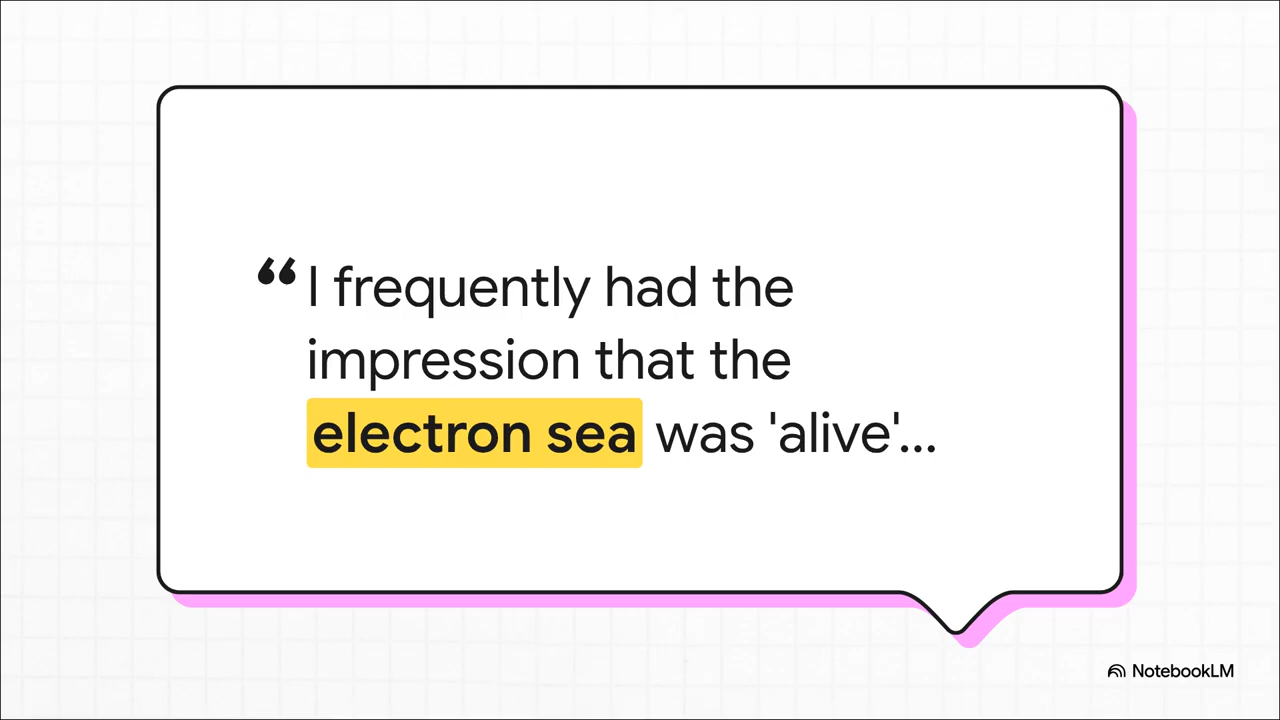 “I frequently had the
impression that the
electron sea was 'alive'...
NotebookLM